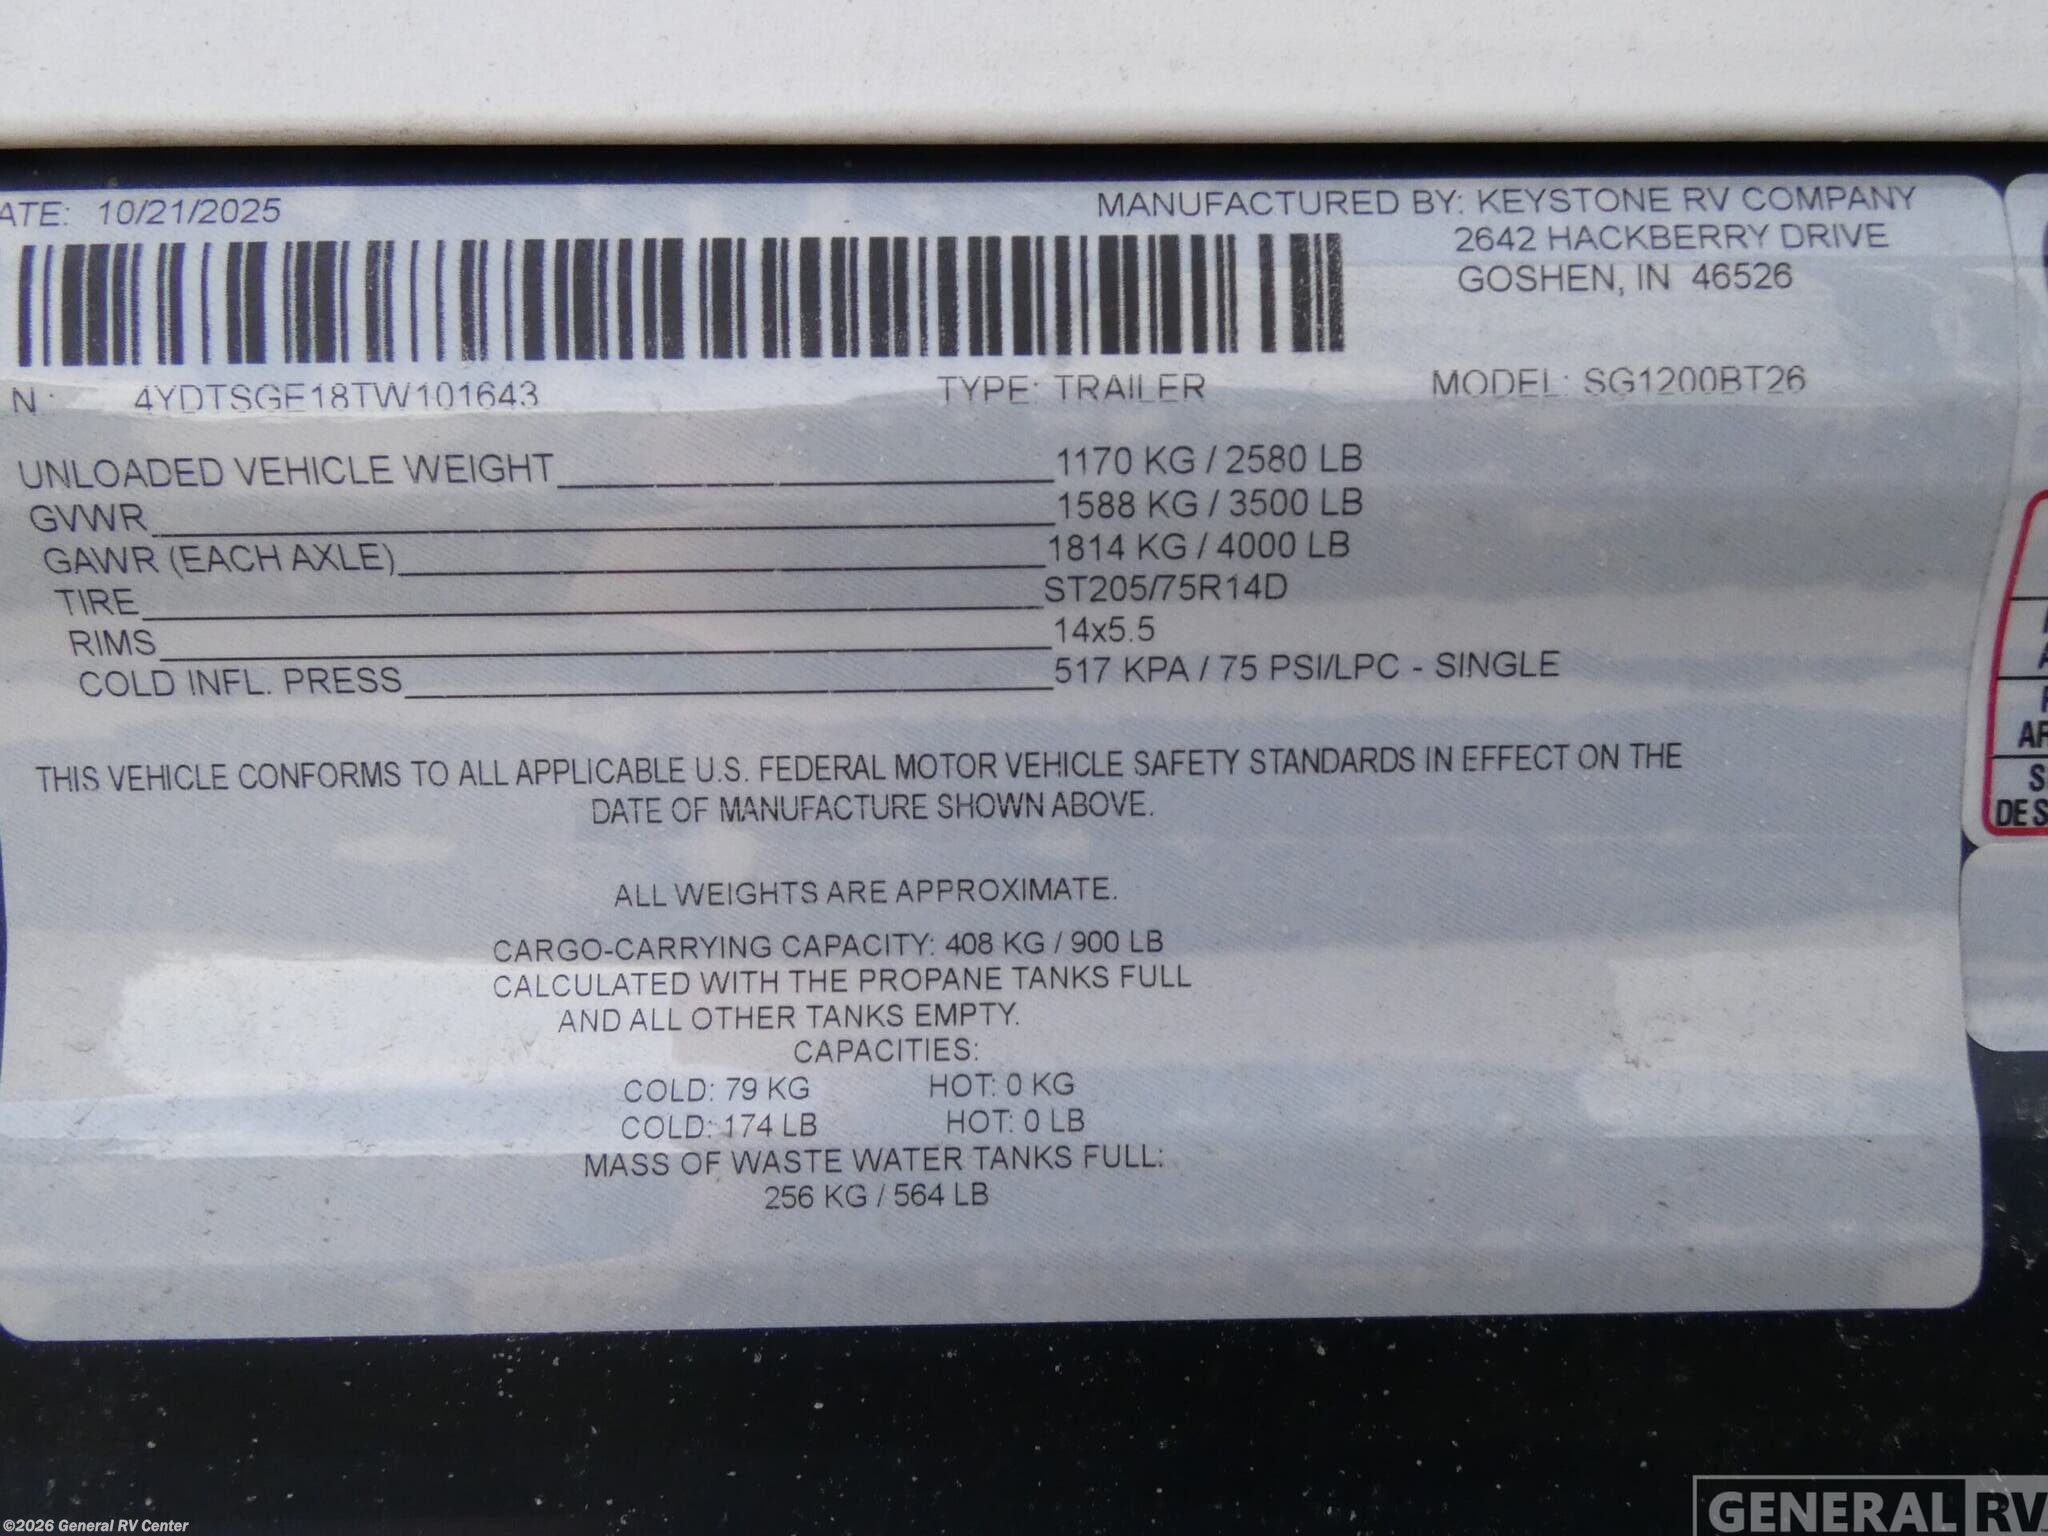 ATE: 10/21/2025
MANUFACTURED BY: KEYSTONE RV COMPANY
2642 HACKBERRY DRIVE
GOSHEN, IN 46526
N : 4YDTSGE18TW101643 TYPE: TRAILER MODEL: SG1200BT26
UNLOADED VEHICLE WEIGHT 1170 KG / 2580 LB
GVWR 1588 KG / 3500 LB
GAWR (EACH AXLE) 1814 KG / 4000 LB
TIRE ST205/75R14D
RIMS 14x5.5
COLD INFL. PRESS 517 KPA / 75 PSI/LPC - SINGLE
THIS VEHICLE CONFORMS TO ALL APPLICABLE U.S. FEDERAL MOTOR VEHICLE SAFETY STANDARDS IN EFFECT ON THE
DATE OF MANUFACTURE SHOWN ABOVE.
ALL WEIGHTS ARE APPROXIMATE.
CARGO-CARRYING CAPACITY: 408 KG / 900 LB
CALCULATED WITH THE PROPANE TANKS FULL
AND ALL OTHER TANKS EMPTY.
CAPACITIES:
COLD: 79 KG HOT: 0 KG
COLD: 174 LB HOT: 0 LB
MASS OF WASTE WATER TANKS FULL:
256 KG / 564 LB
©2026 General RV Center
GENERAL RV